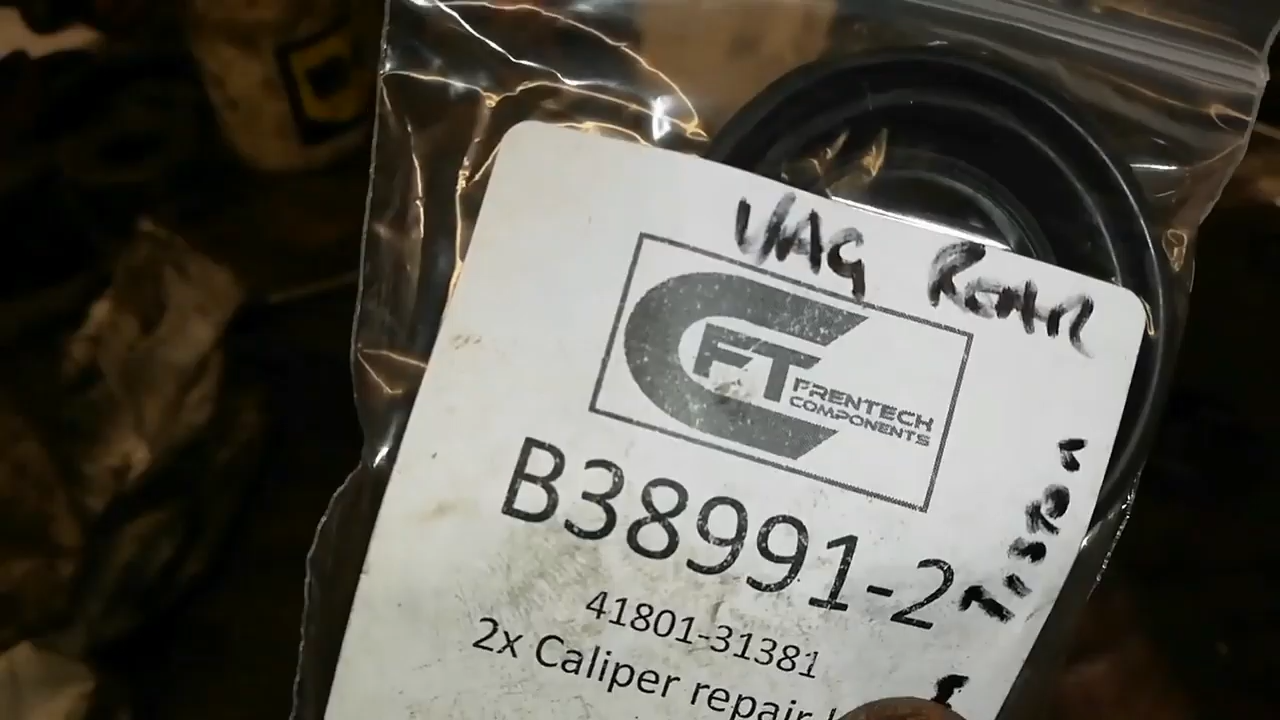 VAG REAR
FT
FRENTECH
COMPONENTS
B38991-2
41801-31381
2x Caliper repair